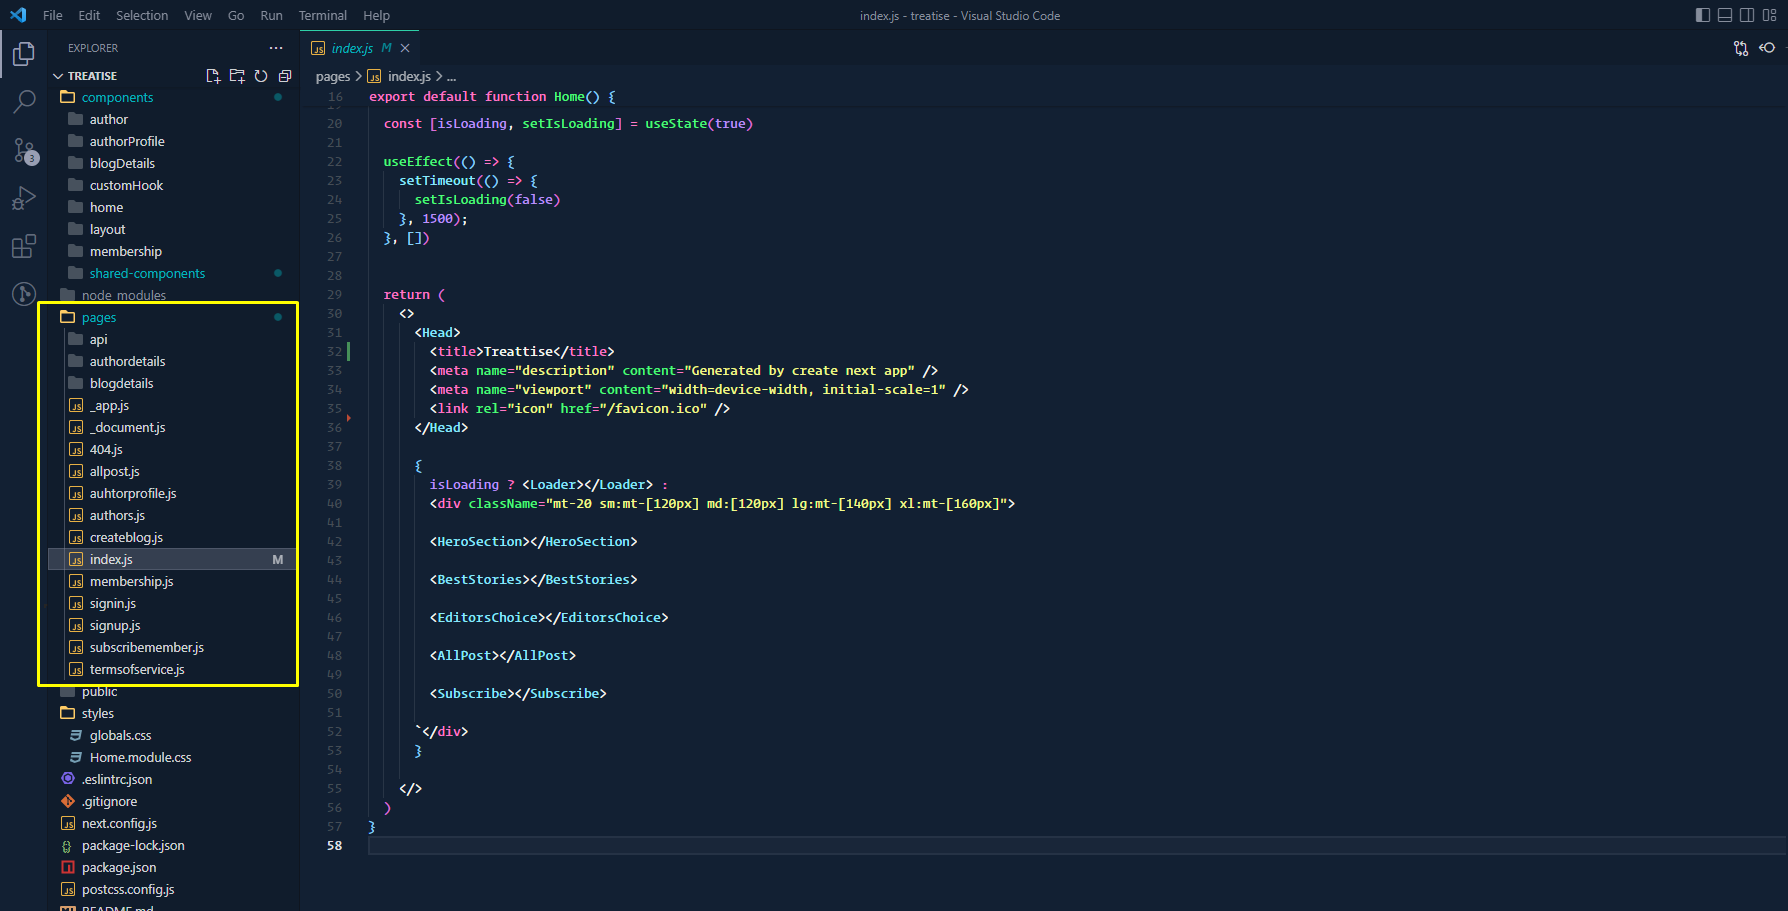 File Edit Selection View Go Run Terminal Help
index.js - treatise - Visual Studio Code
EXPLORER
TREATISE
components
author
authorProfile
blogDetails
customHook
home
layout
membership
shared-components
node_modules
pages
api
authordetails
blogdetails
_app.js
_document.js
404.js
allpost.js
auhtorprofile.js
authors.js
createblog.js
index.js M
membership.js
signin.js
signup.js
subscribemember.js
termsofservice.js
public
styles
globals.css
Home.module.css
.eslintrc.json
.gitignore
next.config.js
package-lock.json
package.json
postcss.config.js
README.md
3
index.js M
pages > index.js > ...
16 export default function Home() {
20 const [isLoading, setIsLoading] = useState(true)
21
22 useEffect(() => {
23 setTimeout(() => {
24 setIsLoading(false)
25 }, 1500);
26 }, [])
27
28
29 return (
30 <>
31 <Head>
32 <title>Treattise</title>
33 <meta name="description" content="Generated by create next app" />
34 <meta name="viewport" content="width=device-width, initial-scale=1" />
35 <link rel="icon" href="/favicon.ico" />
36 </Head>
37
38 {
39 isLoading ? <Loader></Loader> :
40 <div className="mt-20 sm:mt-[120px] md:[120px] lg:mt-[140px] xl:mt-[160px]">
41
42 <HeroSection></HeroSection>
43
44 <BestStories></BestStories>
45
46 <EditorsChoice></EditorsChoice>
47
48 <AllPost></AllPost>
49
50 <Subscribe></Subscribe>
51
52 `</div>
53 }
54
55 </>
56 )
57 }
58